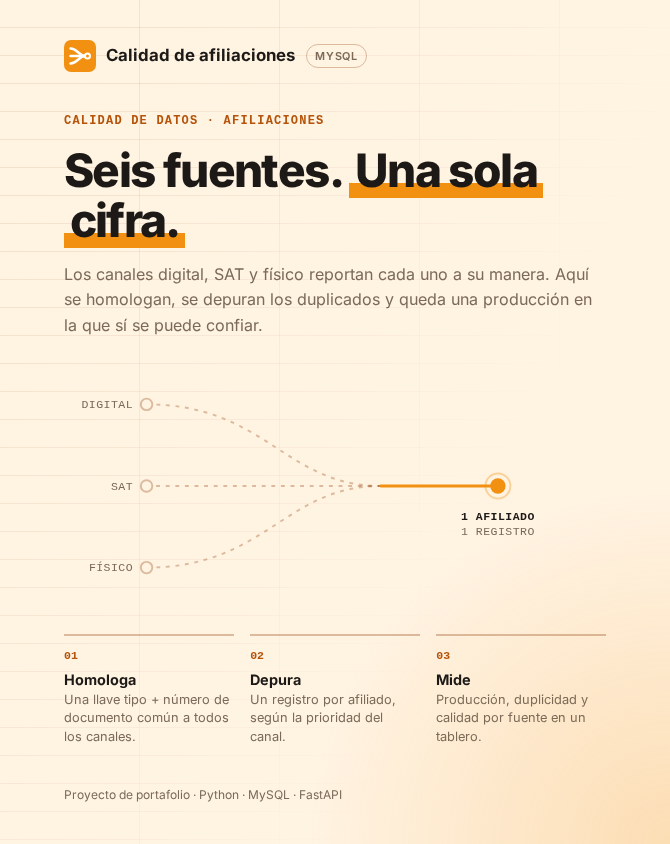 Calidad de afiliaciones MYSQL
CALIDAD DE DATOS · AFILIACIONES
Seis fuentes. Una sola
cifra.
Los canales digital, SAT y físico reportan cada uno a su manera. Aquí
se homologan, se depuran los duplicados y queda una producción en
la que sí se puede confiar.
DIGITAL
SAT
FÍSICO
1 AFILIADO
1 REGISTRO
01
Homologa
Una llave tipo + número de
documento común a todos
los canales.
02
Depura
Un registro por afiliado,
según la prioridad del
canal.
03
Mide
Producción, duplicidad y
calidad por fuente en un
tablero.
Proyecto de portafolio · Python · MySQL · FastAPI